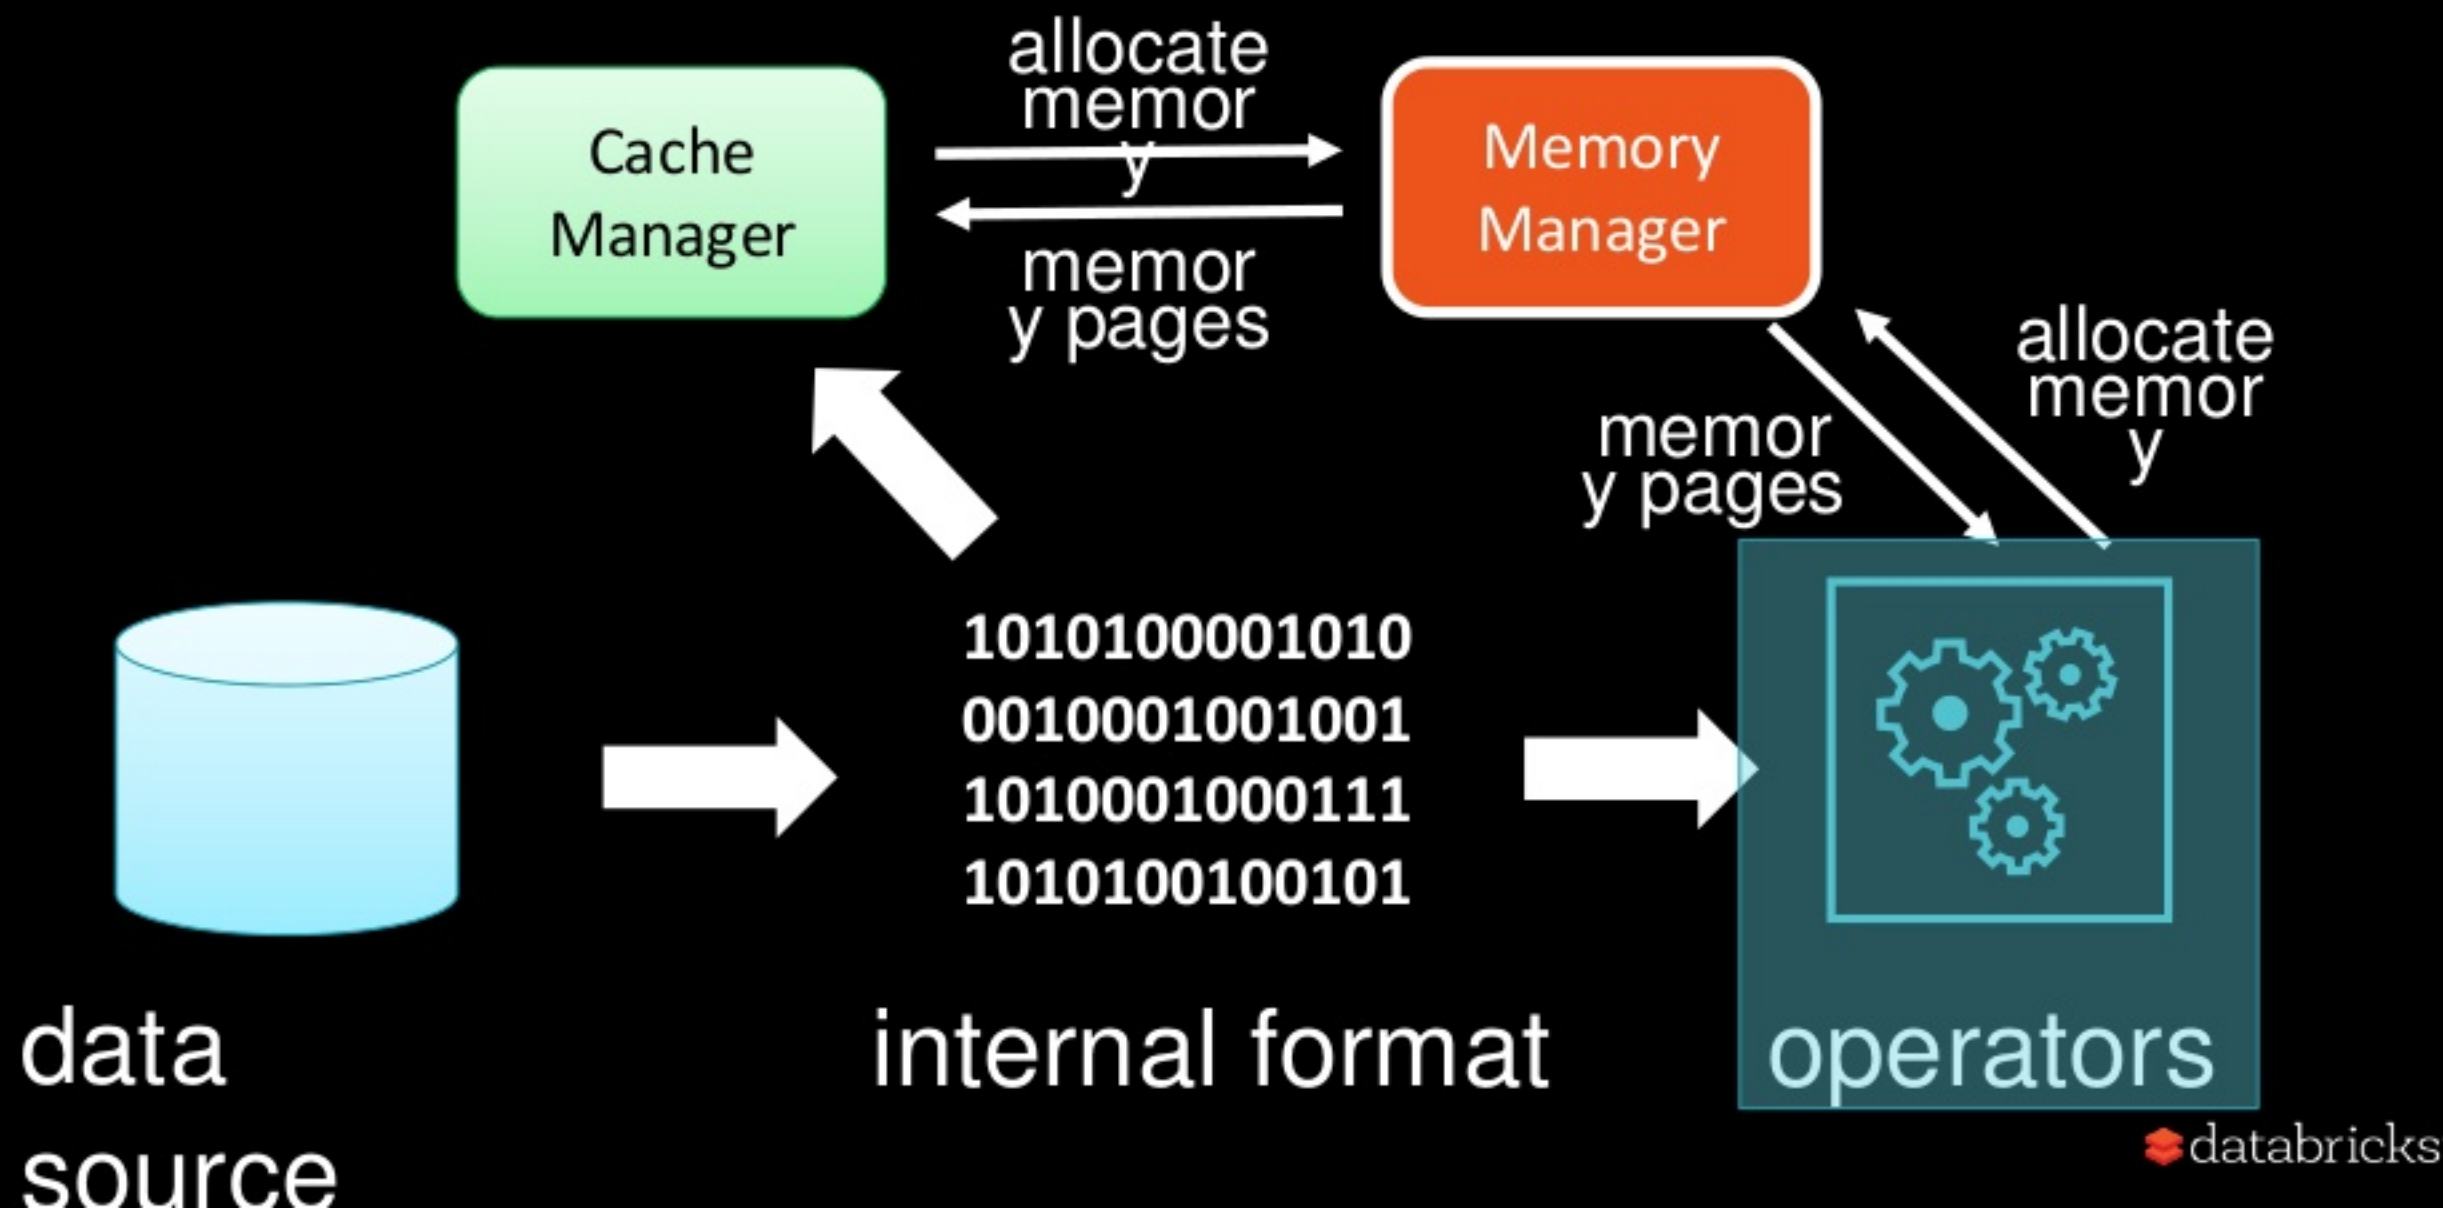 allocate
memor
y
Cache
Manager
Memory
Manager
memor
y pages
allocate
memor
y
memor
y pages
1010100001010
0010001001001
1010001000111
1010100100101
data
source
internal format
operators
databricks